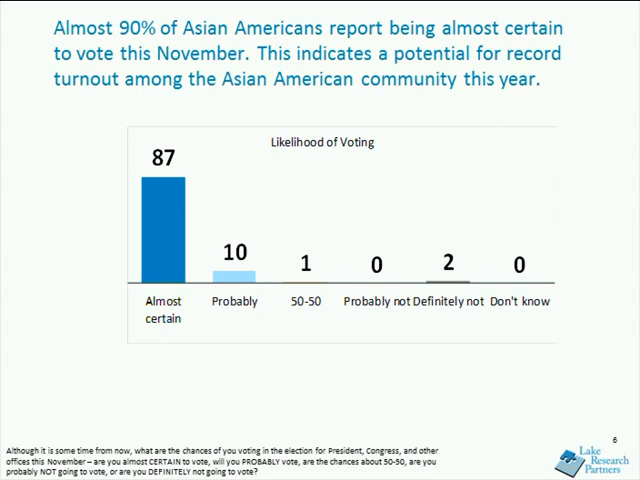 Almost 90% of Asian Americans report being almost certain
to vote this November. This indicates a potential for record
turnout among the Asian American community this year.
Likelihood of Voting
87
10
1
0
2
0
Almost certain
Probably
50-50
Probably not
Definitely not
Don't know
6
Although it is some time from now, what are the chances of you voting in the election for President, Congress, and other
offices this November – are you almost CERTAIN to vote, will you PROBABLY vote, are the chances about 50-50, are you
probably NOT going to vote, or are you DEFINITELY not going to vote?
Lake
Research
Partners